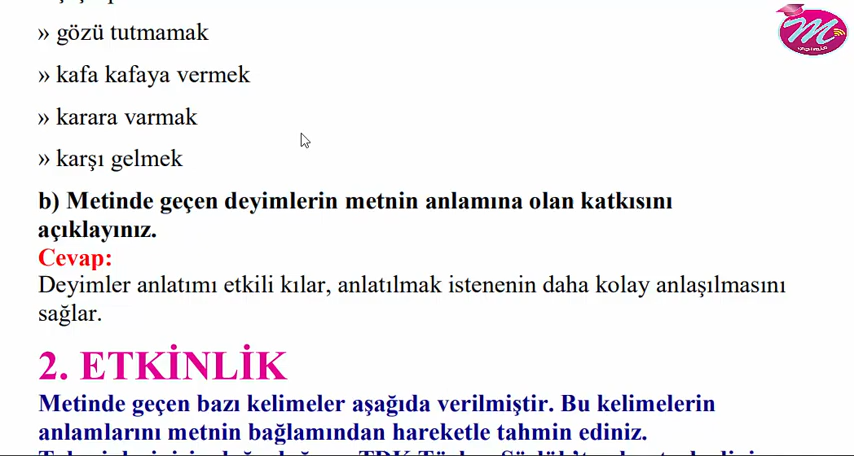 » gözü tutmamak
» kafa kafaya vermek
» karara varmak
» karşı gelmek
b) Metinde geçen deyimlerin metnin anlamına olan katkısını
açıklayınız.
Cevap:
Deyimler anlatımı etkili kılar, anlatılmak istenenin daha kolay anlaşılmasını
sağlar.
2. ETKİNLİK
Metinde geçen bazı kelimeler aşağıda verilmiştir. Bu kelimelerin
anlamlarını metnin bağlamından hareketle tahmin ediniz.